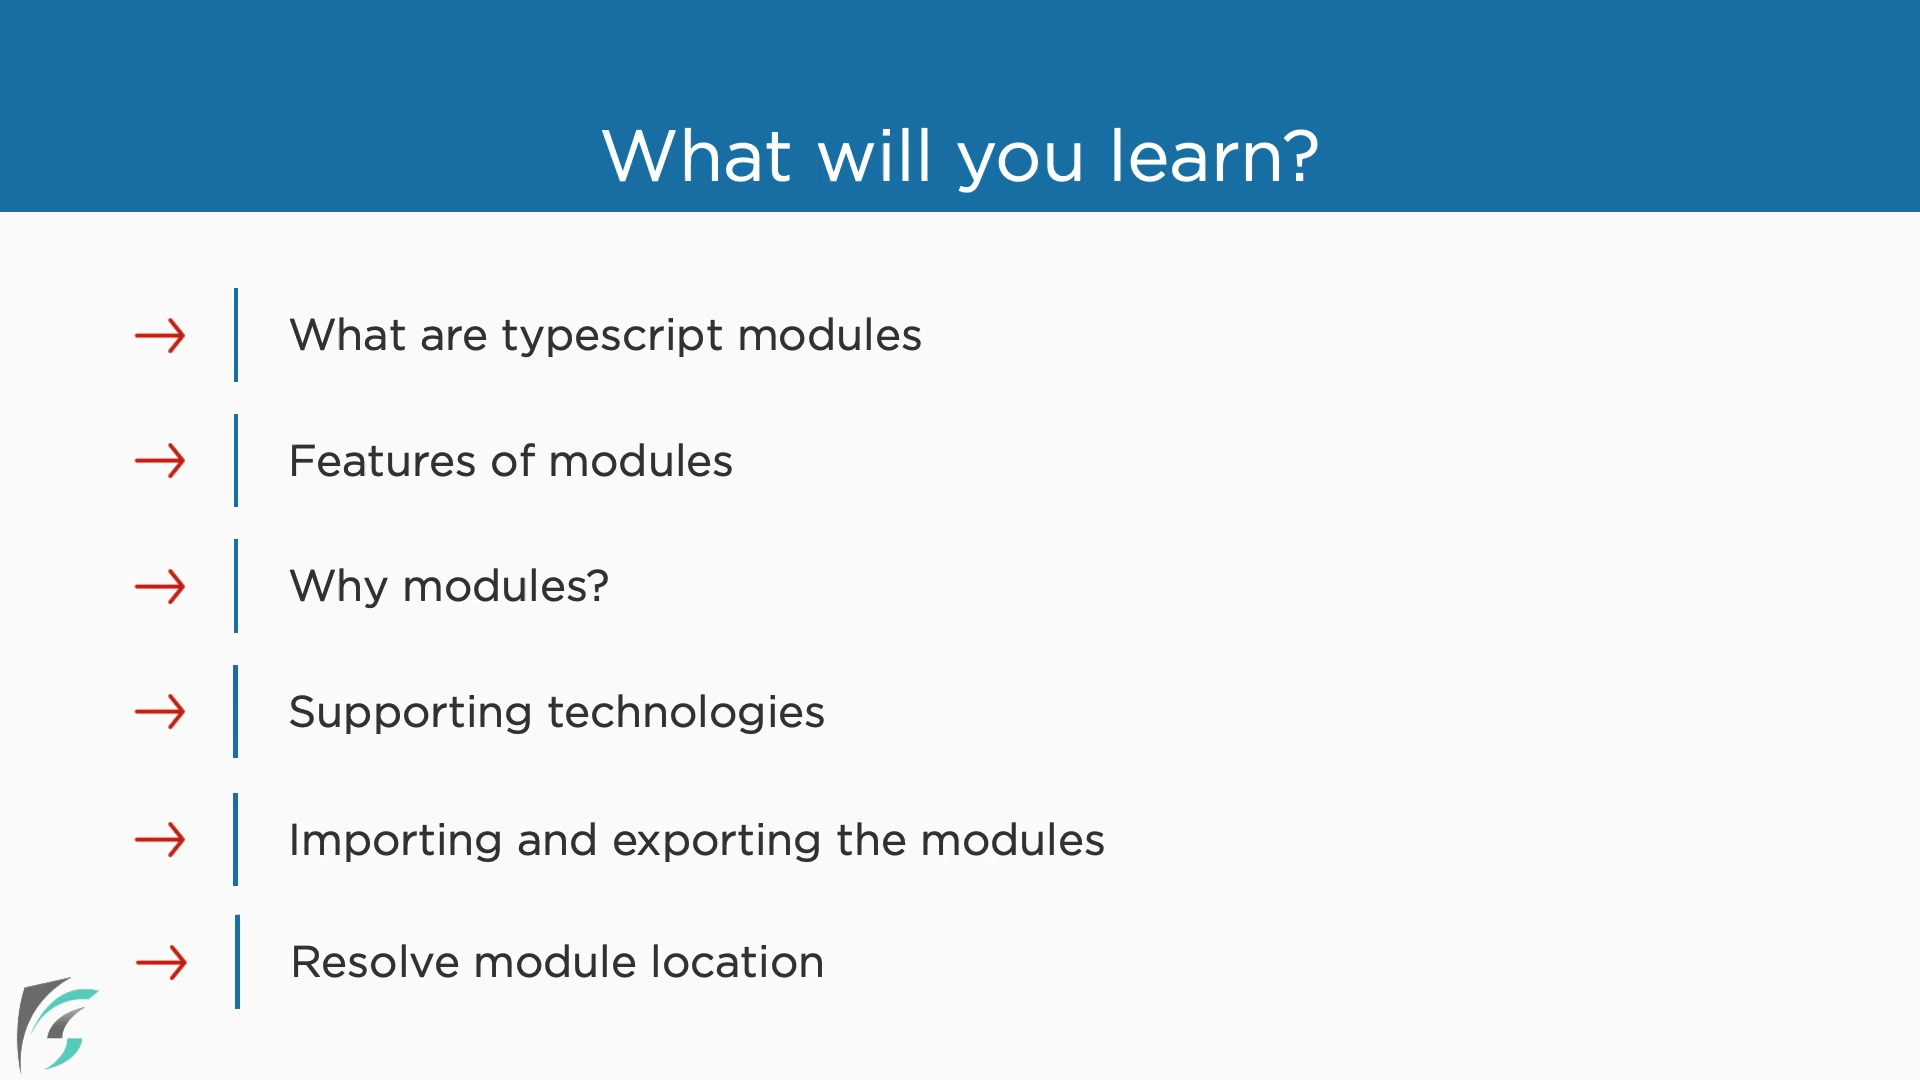 What will you learn?
What are typescript modules
Features of modules
Why modules?
Supporting technologies
Importing and exporting the modules
Resolve module location